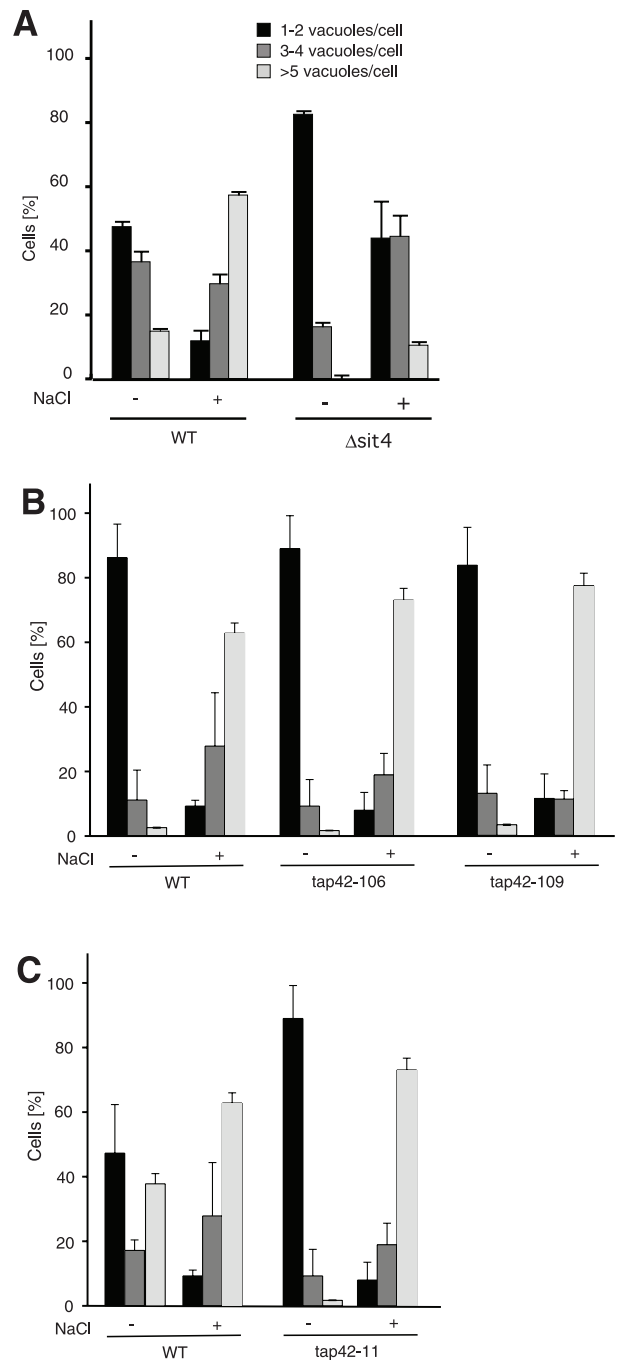 A
1-2 vacuoles/cell
3-4 vacuoles/cell
>5 vacuoles/cell
100
80
60
40
20
0
Cells [%]
NaCl - + - +
WT Δsit4
B
100
80
60
40
20
0
Cells [%]
NaCl - + - + - +
WT tap42-106 tap42-109
C
100
80
60
40
20
0
Cells [%]
NaCl - + - +
WT tap42-11